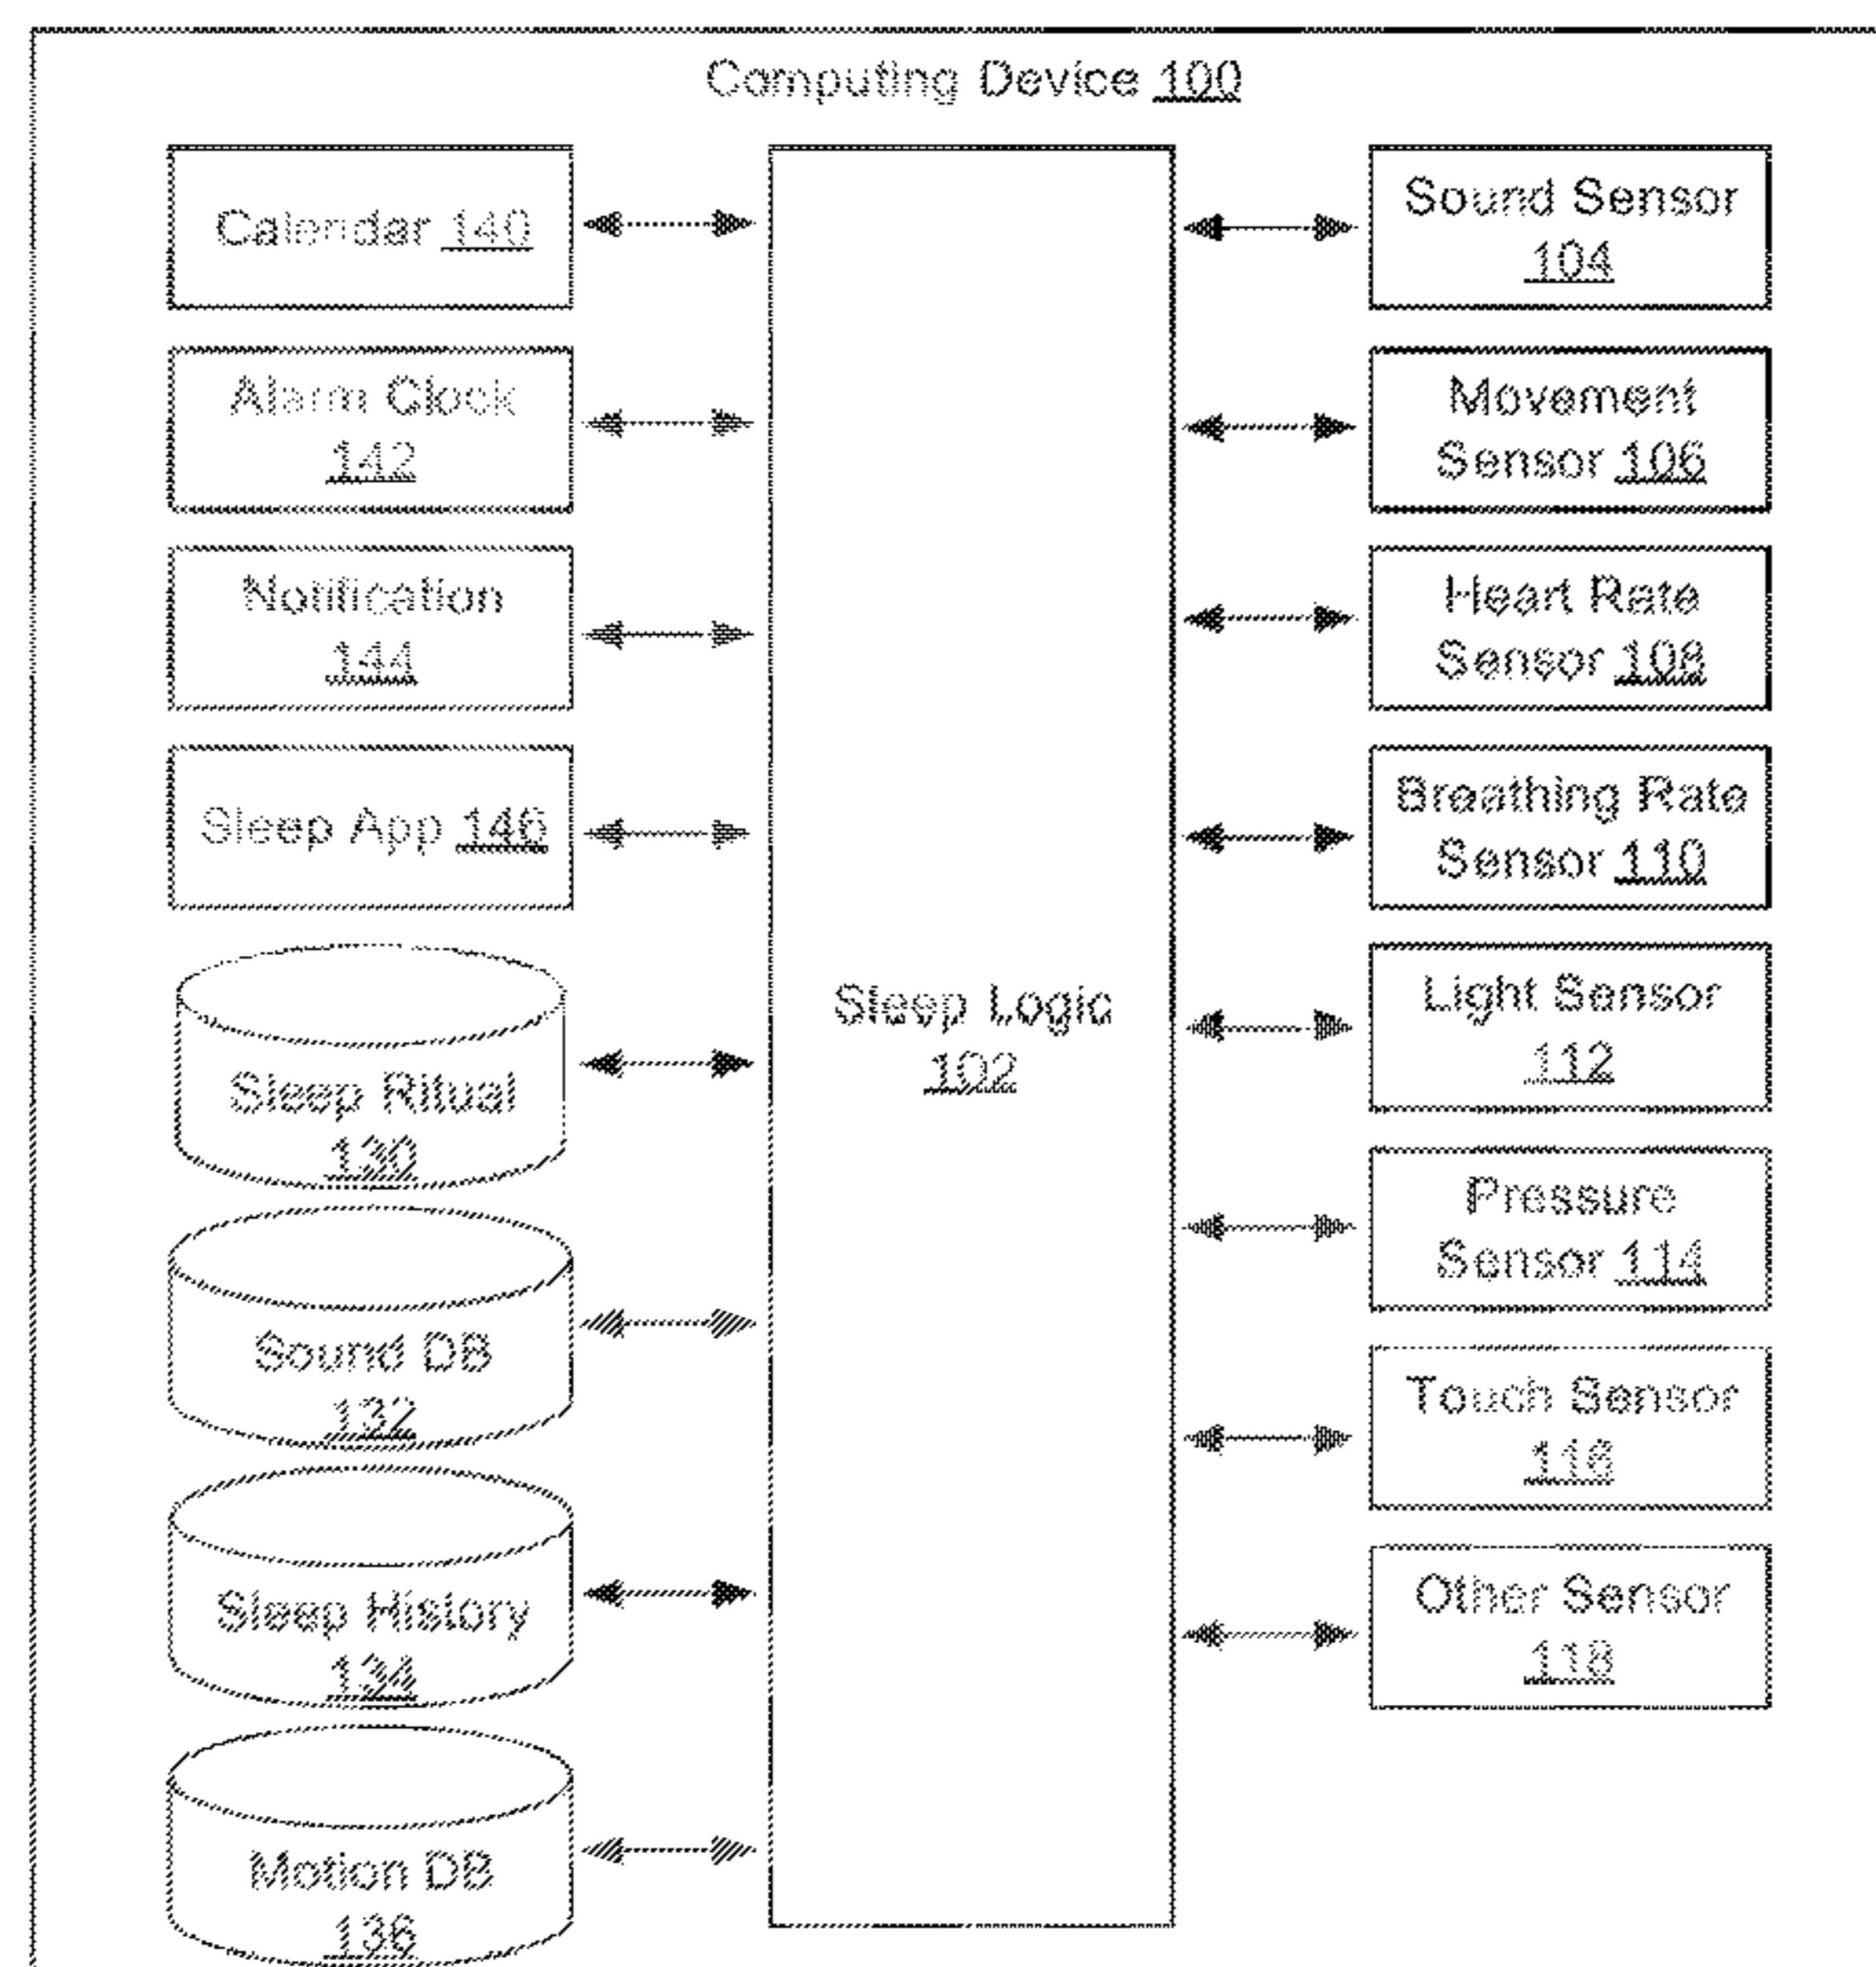 Computing Device 100
Calendar 140
Alarm Clock
142
Notification
144
Sleep App 146
Sleep Ritual
130
Sound DB
132
Sleep History
134
Motion DB
136
Sleep Logic
102
Sound Sensor
104
Movement
Sensor 106
Heart Rate
Sensor 108
Breathing Rate
Sensor 110
Light Sensor
112
Pressure
Sensor 114
Touch Sensor
116
Other Sensor
118